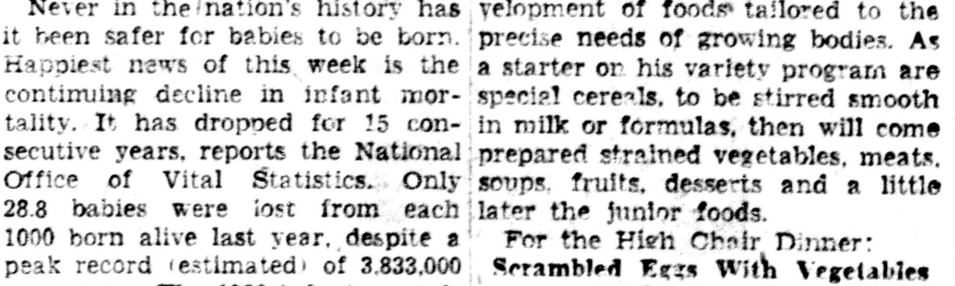 Never in the nation's history has
it been safer for babies to be born.
Happiest news of this week is the
continuing decline in infant mor-
tality. It has dropped for 15 con-
secutive years, reports the National
Office of Vital Statistics. Only
28.8 babies were lost from each
1000 born alive last year, despite a
peak record (estimated) of 3,833,000
velopment of foods tailored to the
precise needs of growing bodies. As
a starter on his variety program are
special cereals, to be stirred smooth
in milk or formulas, then will come
prepared strained vegetables, meats,
soups, fruits, desserts and a little
later the junior foods.
For the High Chair Dinner:
Scrambled Eggs With Vegetables